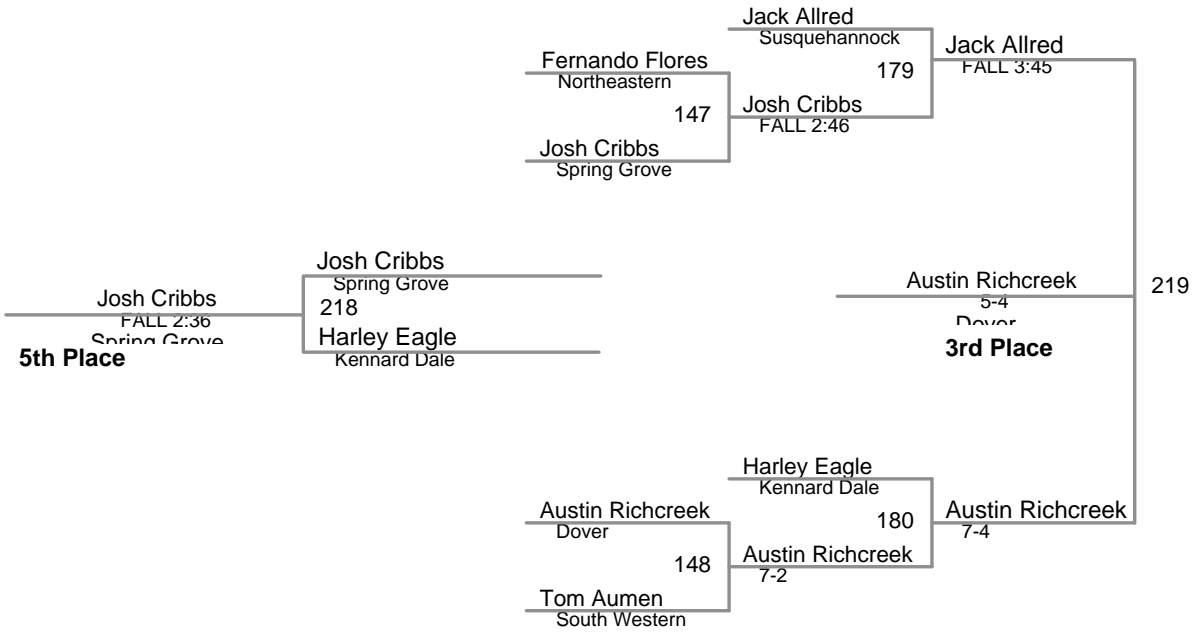 Jack Allred
Susquehannock
Fernando Flores
Northeastern
179
Jack Allred
FALL 3:45
147
Josh Cribbs
FALL 2:46
Josh Cribbs
Spring Grove
Josh Cribbs
Spring Grove
Josh Cribbs
FALL 2:36
Spring Grove
5th Place
218
Harley Eagle
Kennard Dale
Austin Richcreek
5-4
Dover
3rd Place
219
Harley Eagle
Kennard Dale
Austin Richcreek
Dover
180
Austin Richcreek
7-4
148
Austin Richcreek
7-2
Tom Aumen
South Western